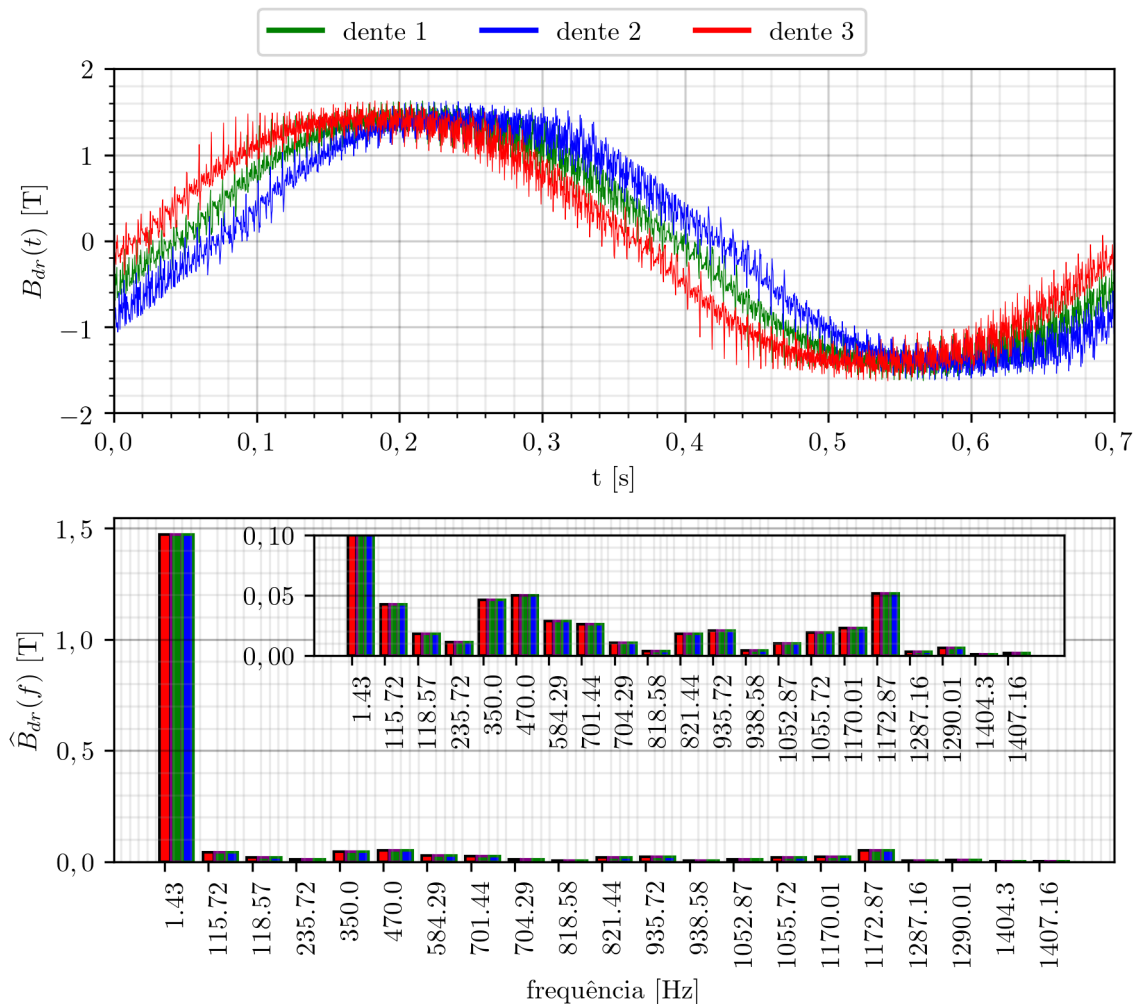 dente 1 dente 2 dente 3
2
1
0
−1
−2
B_dr(t) [T]
0,0 0,1 0,2 0,3 0,4 0,5 0,6 0,7
t [s]
1,5
1,0
0,5
0,0
B̂_dr(f) [T]
0,10
0,05
0,00
1.43 115.72 118.57 235.72 350.0 470.0 584.29 701.44 704.29 818.58 821.44 935.72 938.58 1052.87 1055.72 1170.01 1172.87 1287.16 1290.01 1404.3 1407.16
1.43 115.72 118.57 235.72 350.0 470.0 584.29 701.44 704.29 818.58 821.44 935.72 938.58 1052.87 1055.72 1170.01 1172.87 1287.16 1290.01 1404.3 1407.16
frequência [Hz]